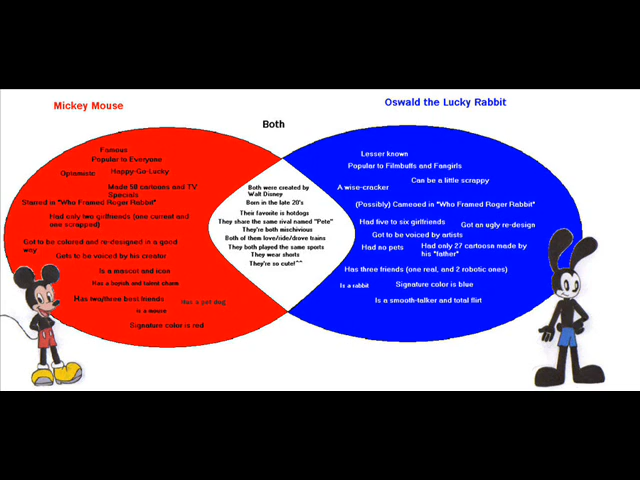 Mickey Mouse
Oswald the Lucky Rabbit
Both
Famous
Popular to Everyone
Optamistic
Happy-Go-Lucky
Made 50 cartoons and TV
Specials
Starred in "Who Framed Roger Rabbid"
Had only two girlfriends (one current and
one scrapped)
Got to be colored and re-designed in a good
way
Gets to be voiced by his creator
Is a mascot and icon
Has a boyish and tainted charm
Has two/three best friends
Has a pet dog
Is a mouse
Signature color is red
Both were created by
Walt Disney
Born in the late 20's
Their favorite is hotdogs
They share the same rival named "Pete"
They're both mischivious
Both of them love/ride/drove trains
They both played the same sports
They wear shorts
They're so cute!^^
Lesser known
Popular to Filmbuffs and Fangirls
Can be a little scrappy
A wise-cracker
(Possibly) Cameoed in "Who Framed Roger Rabbit"
Had five to six girlfriends
Got an ugly re-design
Got to be voiced by artists
Had no pets
Had only 27 cartoosn made by
his "father"
Has three friends (one real, and 2 robotic ones)
Is a rabbit
Signature color is blue
Is a smooth-talker and total flirt